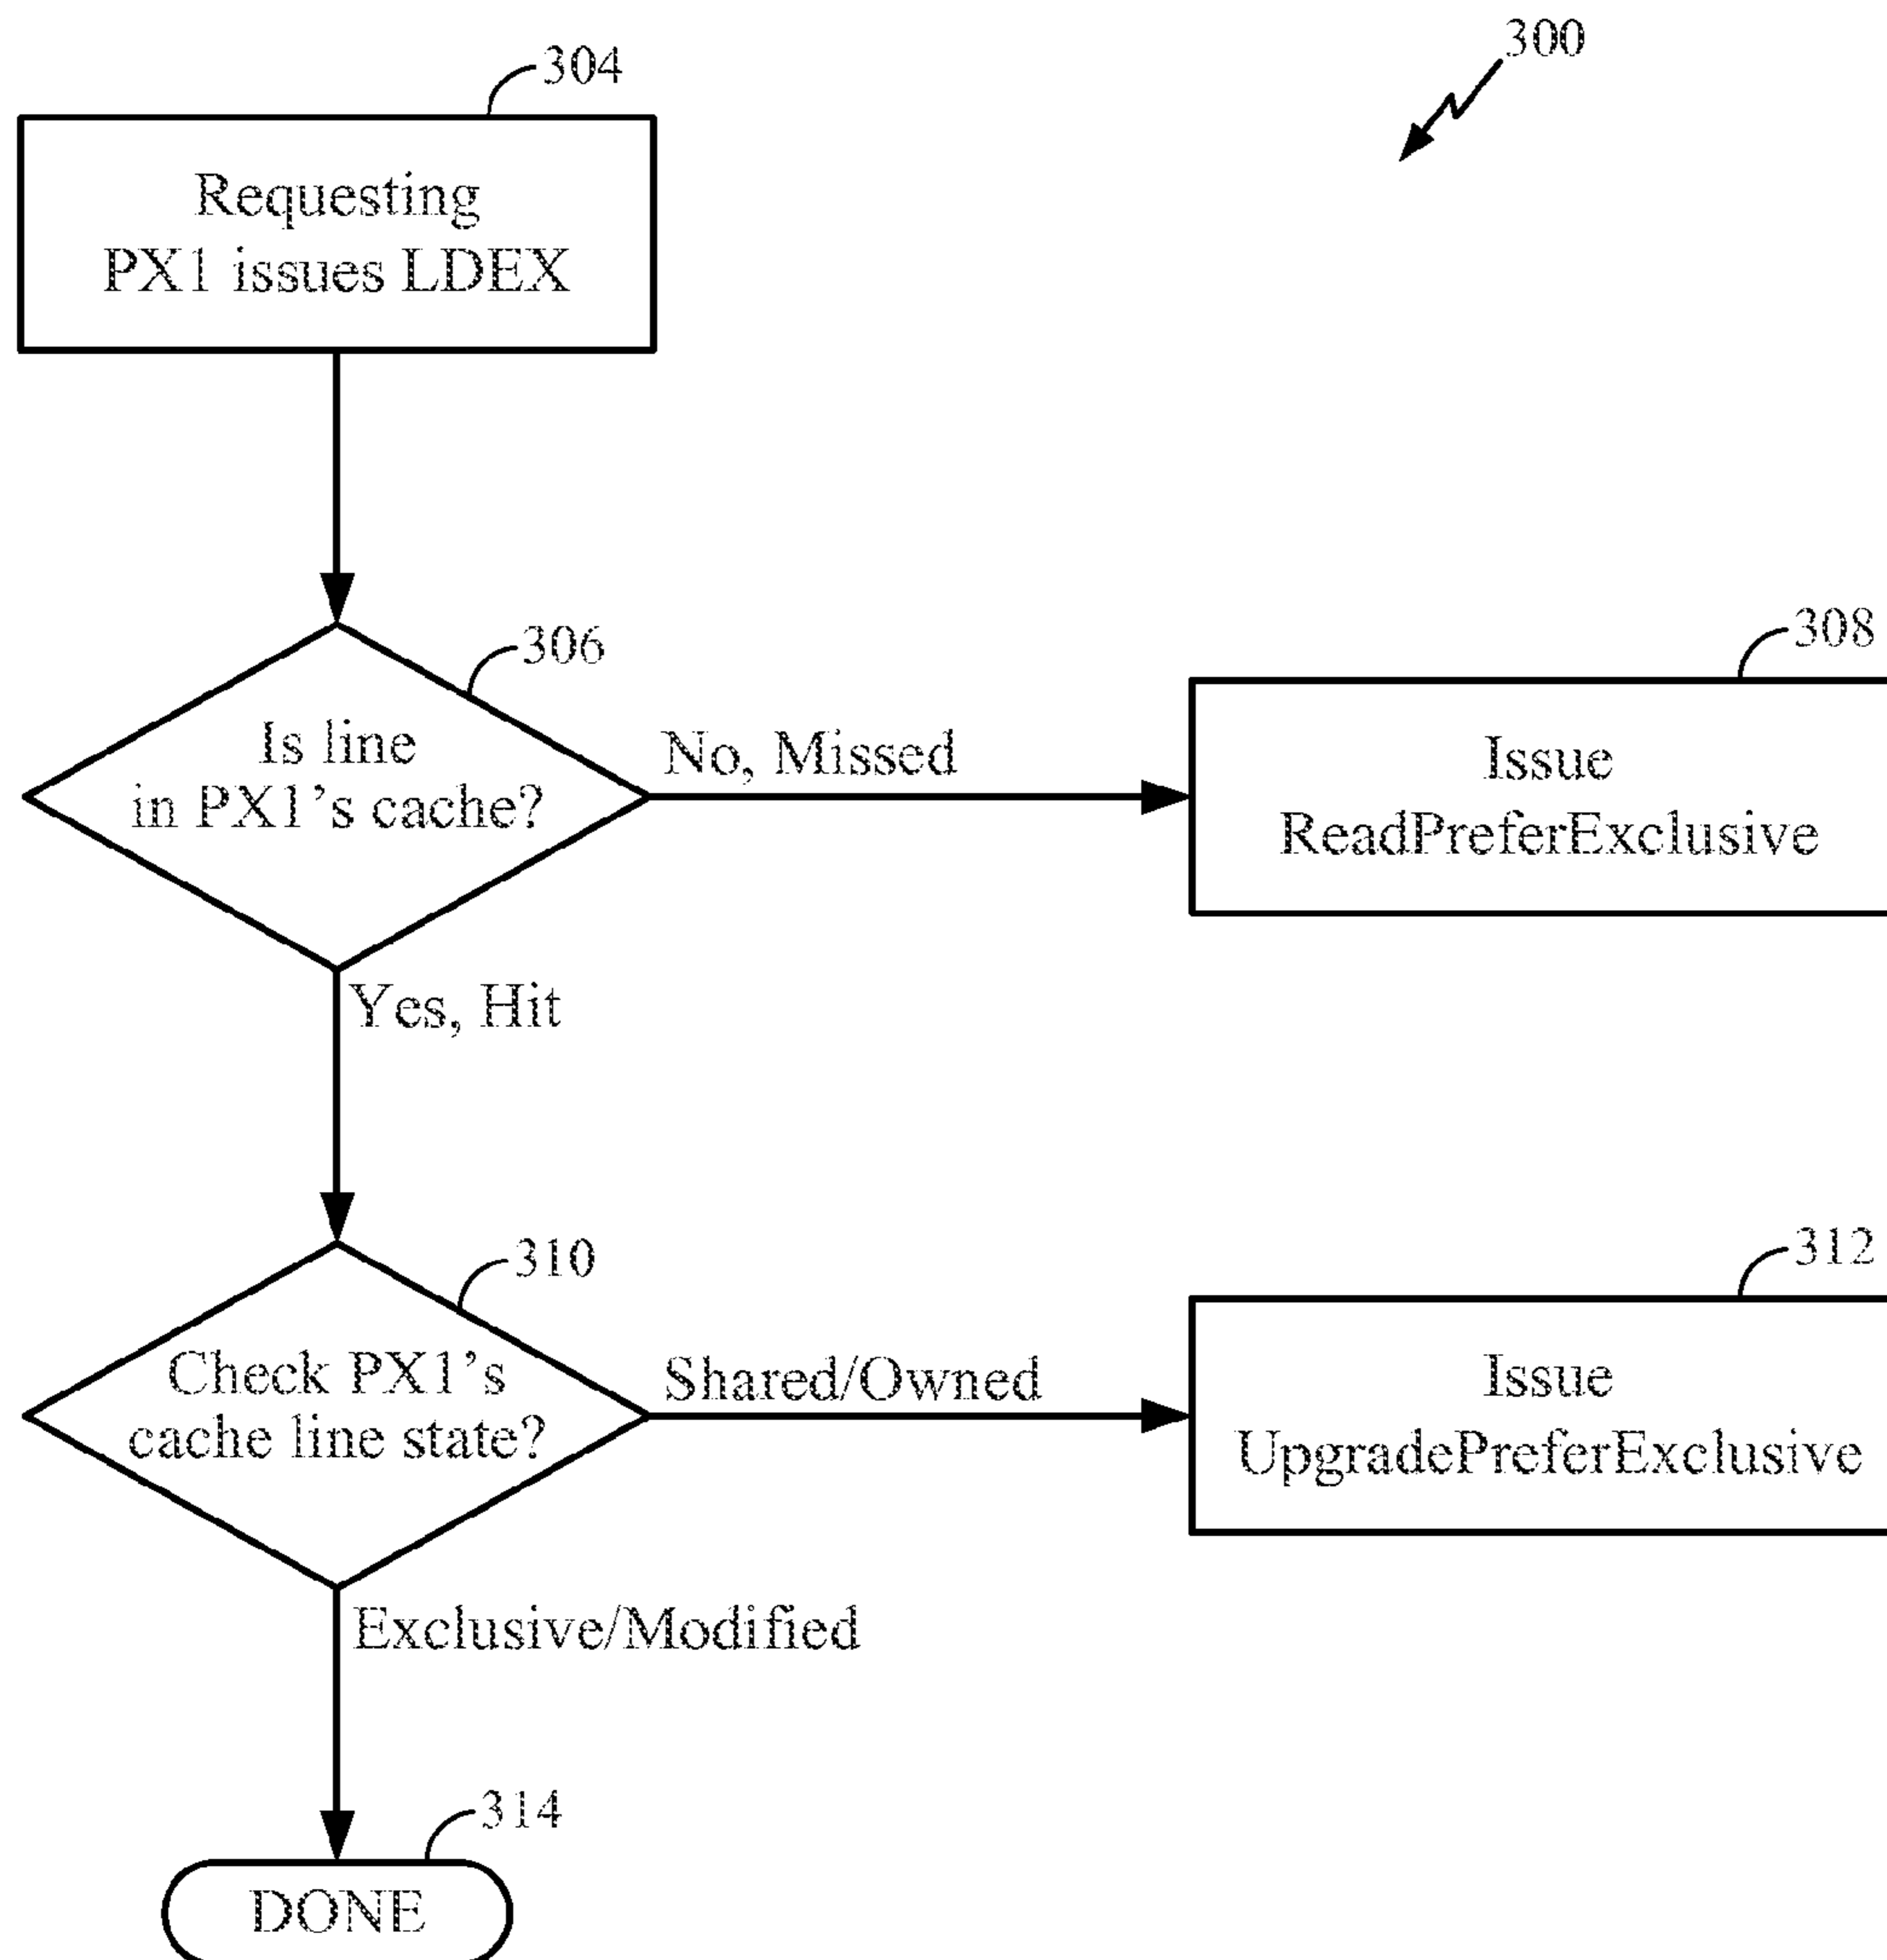 300
304
Requesting
PX1 issues LDEX
306
Is line
in PX1's cache?
No, Missed
308
Issue
ReadPreferExclusive
Yes, Hit
310
Check PX1's
cache line state?
Shared/Owned
312
Issue
UpgradePreferExclusive
Exclusive/Modified
314
DONE